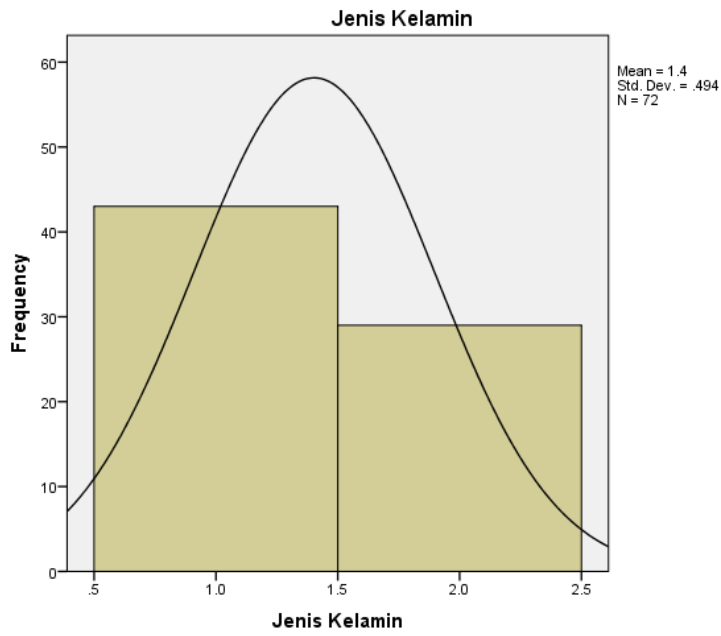 Jenis Kelamin
Mean = 1.4
Std. Dev. = .494
N = 72
Frequency
60
50
40
30
20
10
0
.5 1.0 1.5 2.0 2.5
Jenis Kelamin